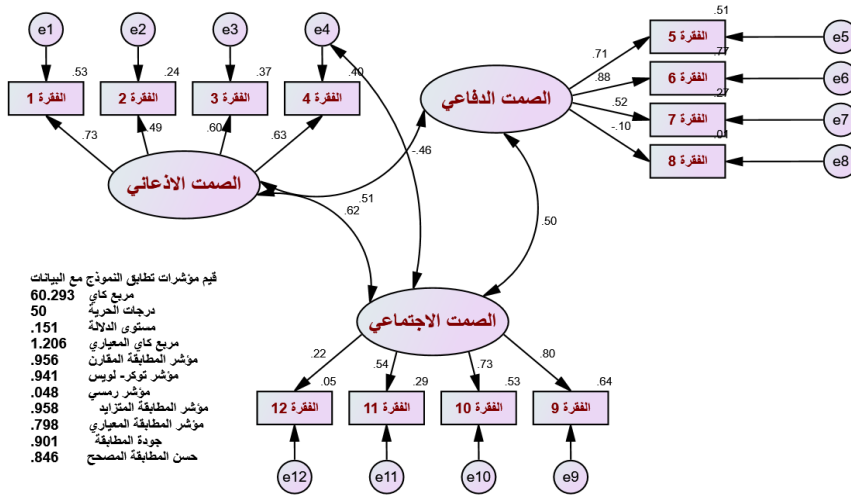 e1
e2
e3
e4
.53
.24
.37
.40
الفقرة 1
الفقرة 2
الفقرة 3
الفقرة 4
.73
.49
.60
.63
الصمت الاذعاني
.51
.77
.27
.01
الفقرة 5
الفقرة 6
الفقرة 7
الفقرة 8
e5
e6
e7
e8
.71
.88
.52
-.10
الصمت الدفاعي
-.46
.51
.62
.50
الصمت الاجتماعي
.22
.54
.73
.80
.05
.29
.53
.64
الفقرة 12
الفقرة 11
الفقرة 10
الفقرة 9
e12
e11
e10
e9
قيم مؤشرات تطابق النموذج مع البيانات
مربع كاي 60.293
درجات الحرية 50
مستوى الدلالة .151
مربع كاي المعياري 1.206
مؤشر المطابقة المقارن .956
مؤشر توكر- لويس .941
مؤشر رمسي .048
مؤشر المطابقة المتزايد .958
مؤشر المطابقة المعياري .798
جودة المطابقة .901
حسن المطابقة المصحح .846